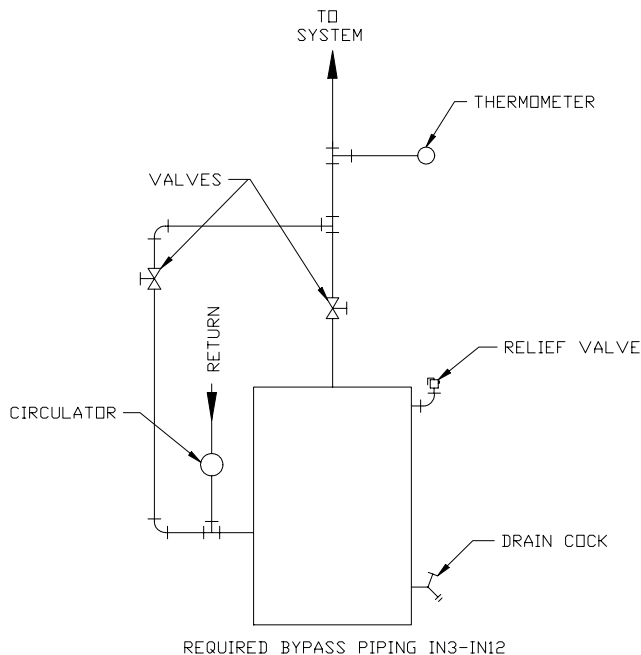 TO
SYSTEM
THERMOMETER
VALVES
RETURN
RELIEF VALVE
CIRCULATOR
DRAIN COCK
REQUIRED BYPASS PIPING IN3-IN12